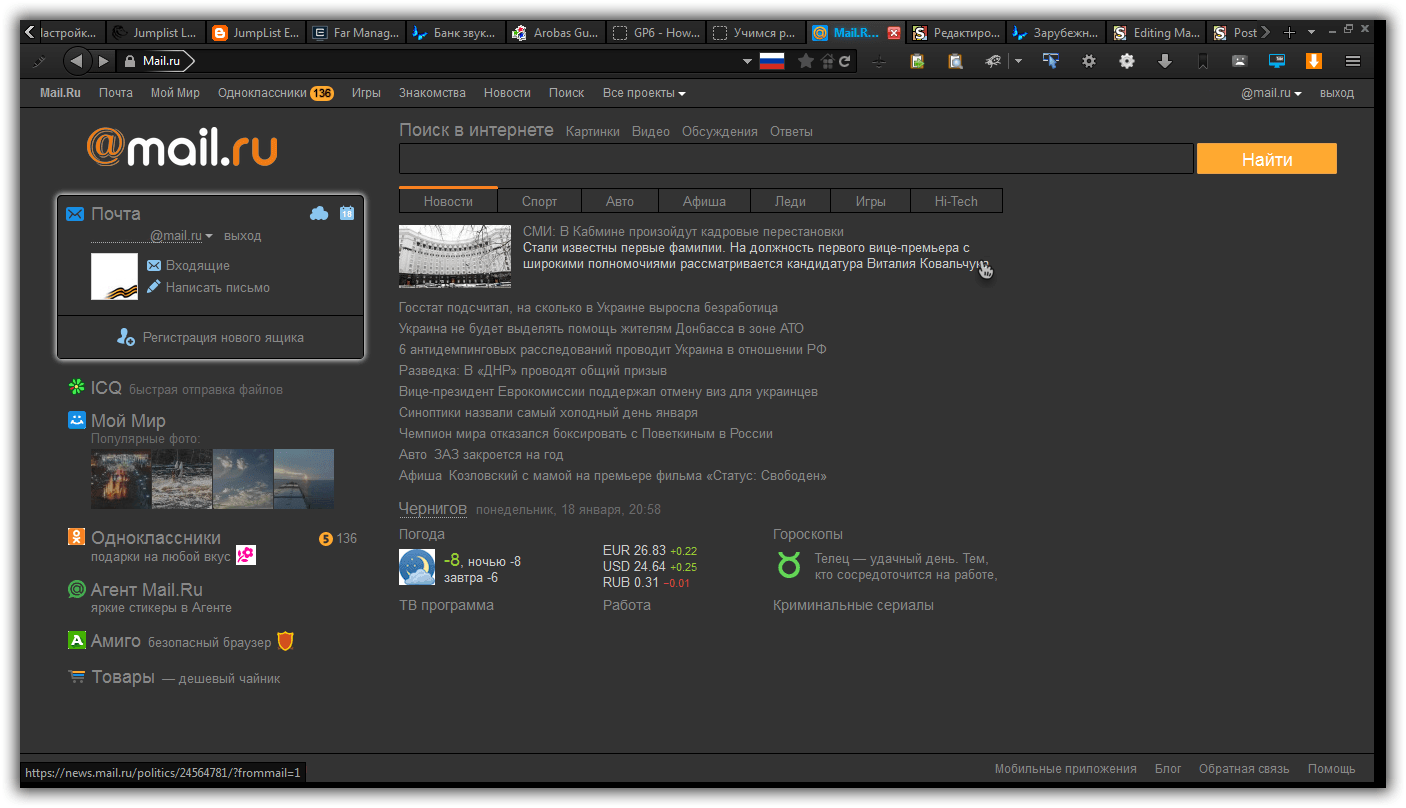 астройк...
Jumplist L...
JumpList E...
Far Manag...
Банк звук...
Arobas Gu...
GP6 - How...
Учимся р...
Mail.R...
Редактиро...
Зарубежн...
Editing Ma...
Post
Mail.ru
Mail.Ru Почта Мой Мир Одноклассники 136 Игры Знакомства Новости Поиск Все проекты
@mail.ru выход
@mail.ru
Поиск в интернете Картинки Видео Обсуждения Ответы
Найти
Почта
18
@mail.ru выход
Входящие
Написать письмо
Регистрация нового ящика
Новости Спорт Авто Афиша Леди Игры Hi-Tech
СМИ: В Кабмине произойдут кадровые перестановки
Стали известны первые фамилии. На должность первого вице-премьера с
широкими полномочиями рассматривается кандидатура Виталия Ковальчука
Госстат подсчитал, на сколько в Украине выросла безработица
Украина не будет выделять помощь жителям Донбасса в зоне АТО
6 антидемпинговых расследований проводит Украина в отношении РФ
Разведка: В «ДНР» проводят общий призыв
Вице-президент Еврокомиссии поддержал отмену виз для украинцев
Синоптики назвали самый холодный день января
Чемпион мира отказался боксировать с Поветкиным в России
Авто ЗАЗ закроется на год
Афиша Козловский с мамой на премьере фильма «Статус: Свободен»
ICQ быстрая отправка файлов
Мой Мир
Популярные фото:
Одноклассники 136
подарки на любой вкус
Агент Mail.Ru
яркие стикеры в Агенте
Амиго безопасный браузер
Товары — дешевый чайник
Чернигов понедельник, 18 января, 20:58
Погода
-8, ночью -8
завтра -6
EUR 26.83 +0.22
USD 24.64 +0.25
RUB 0.31 −0.01
Гороскопы
Телец — удачный день. Тем,
кто сосредоточится на работе,
ТВ программа Работа Криминальные сериалы
https://news.mail.ru/politics/24564781/?frommail=1
Мобильные приложения Блог Обратная связь Помощь